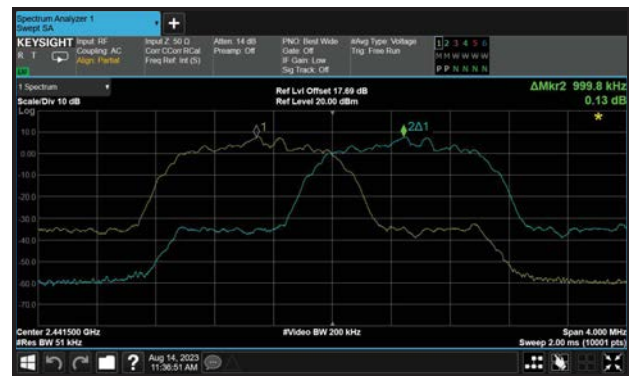 Spectrum Analyzer 1
Swept SA
+
KEYSIGHT
R T
Input: RF
Coupling: AC
Align: Partial
Input Z: 50 Ω
Corr CCorr RCal
Freq Ref: Int (S)
Atten: 14 dB
Preamp: Off
PNO: Best Wide
Gate: Off
IF Gain: Low
Sig Track: Off
#Avg Type: Voltage
Trig: Free Run
1 2 3 4 5 6
M M W W W W
P P N N N N
1 Spectrum
Scale/Div 10 dB
Ref Lvl Offset 17.69 dB
Ref Level 20.00 dBm
ΔMkr2 999.8 kHz
0.13 dB
Log
10.0
0.00
-10.0
-20.0
-30.0
-40.0
-50.0
-60.0
-70.0
1
2Δ1
*
Center 2.441500 GHz
#Res BW 51 kHz
#Video BW 200 kHz
Span 4.000 MHz
Sweep 2.00 ms (10001 pts)
?
Aug 14, 2023
11:36:51 AM